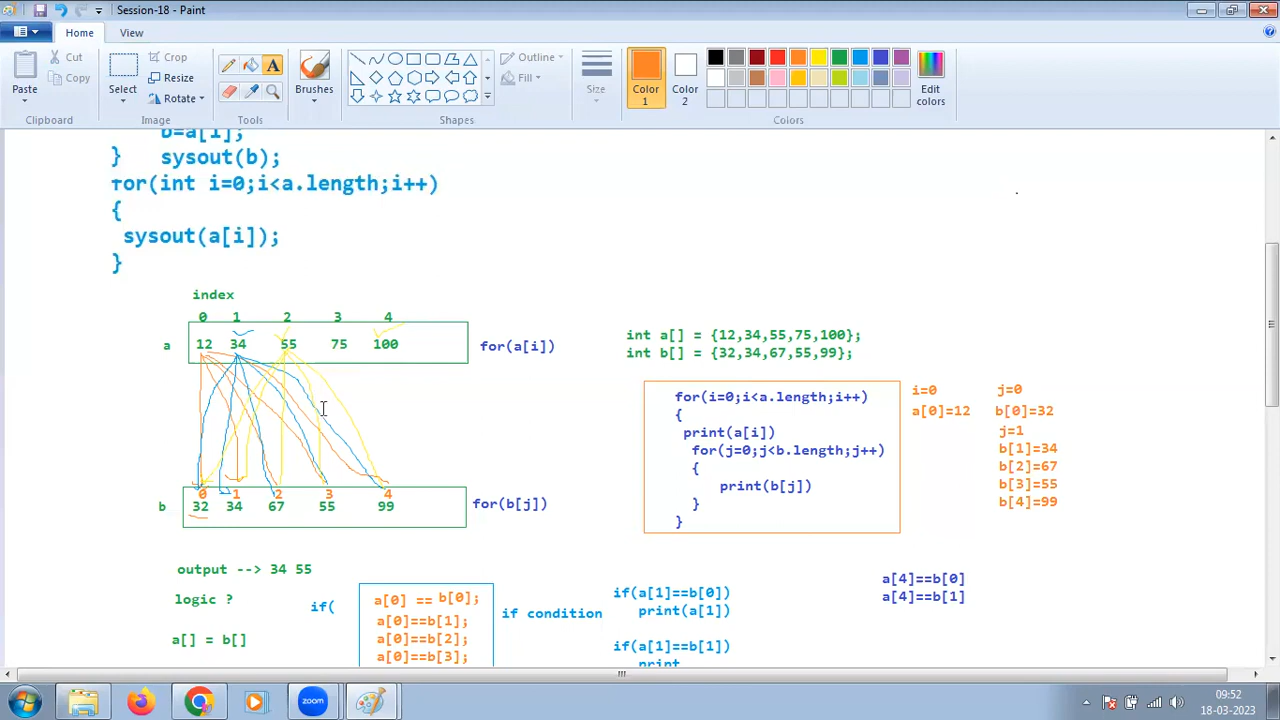 Session-18 - Paint
Home View
Paste
Cut
Copy
Clipboard
Select
Crop
Resize
Rotate
Image
Tools
Brushes
Shapes
Outline
Fill
Size
Color 1
Color 2
Edit colors
Colors
b=a[i];
} sysout(b);
for(int i=0;i<a.length;i++)
{
sysout(a[i]);
}
index
0 1 2 3 4
a 12 34 55 75 100 for(a[i])
0 1 2 3 4
b 32 34 67 55 99 for(b[j])
int a[] = {12,34,55,75,100};
int b[] = {32,34,67,55,99};
for(i=0;i<a.length;i++)
{
print(a[i])
for(j=0;j<b.length;j++)
{
print(b[j])
}
}
i=0 j=0
a[0]=12 b[0]=32
j=1
b[1]=34
b[2]=67
b[3]=55
b[4]=99
output --> 34 55
logic ?
a[] = b[]
if(
a[0] == b[0];
a[0]==b[1];
a[0]==b[2];
a[0]==b[3];
if condition
if(a[1]==b[0])
print(a[1])
if(a[1]==b[1])
print
a[4]==b[0]
a[4]==b[1]
zoom
09:52
18-03-2023